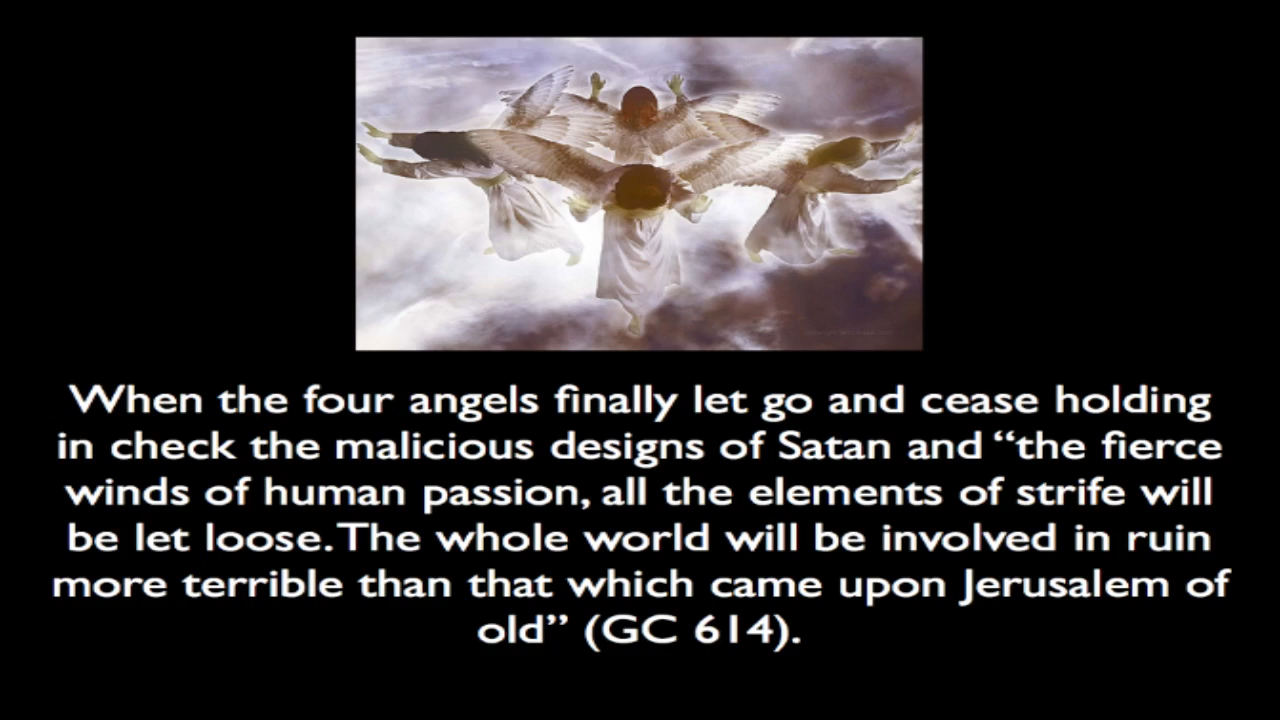 When the four angels finally let go and cease holding
in check the malicious designs of Satan and “the fierce
winds of human passion, all the elements of strife will
be let loose. The whole world will be involved in ruin
more terrible than that which came upon Jerusalem of
old” (GC 614).